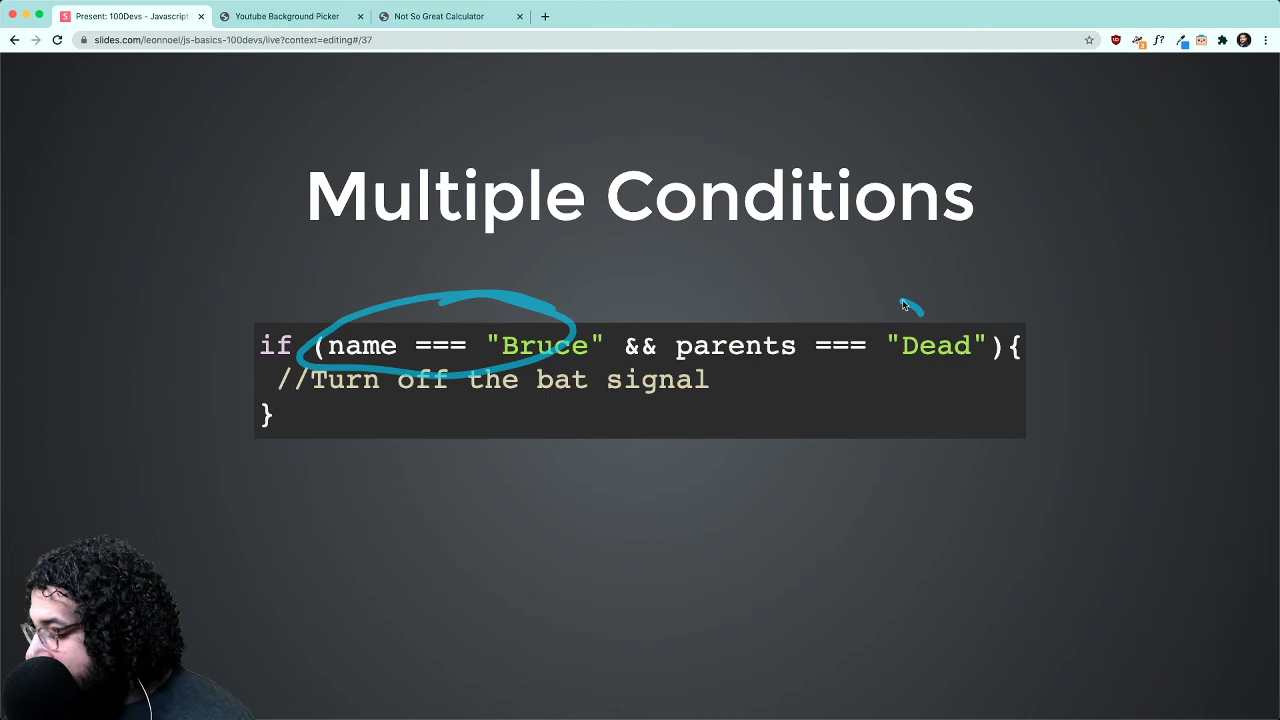 Present: 100Devs - Javascript
Youtube Background Picker
Not So Great Calculator
slides.com/leonnoel/js-basics-100devs/live?context=editing#/37
Multiple Conditions
if (name === "Bruce" && parents === "Dead"){
//Turn off the bat signal
}